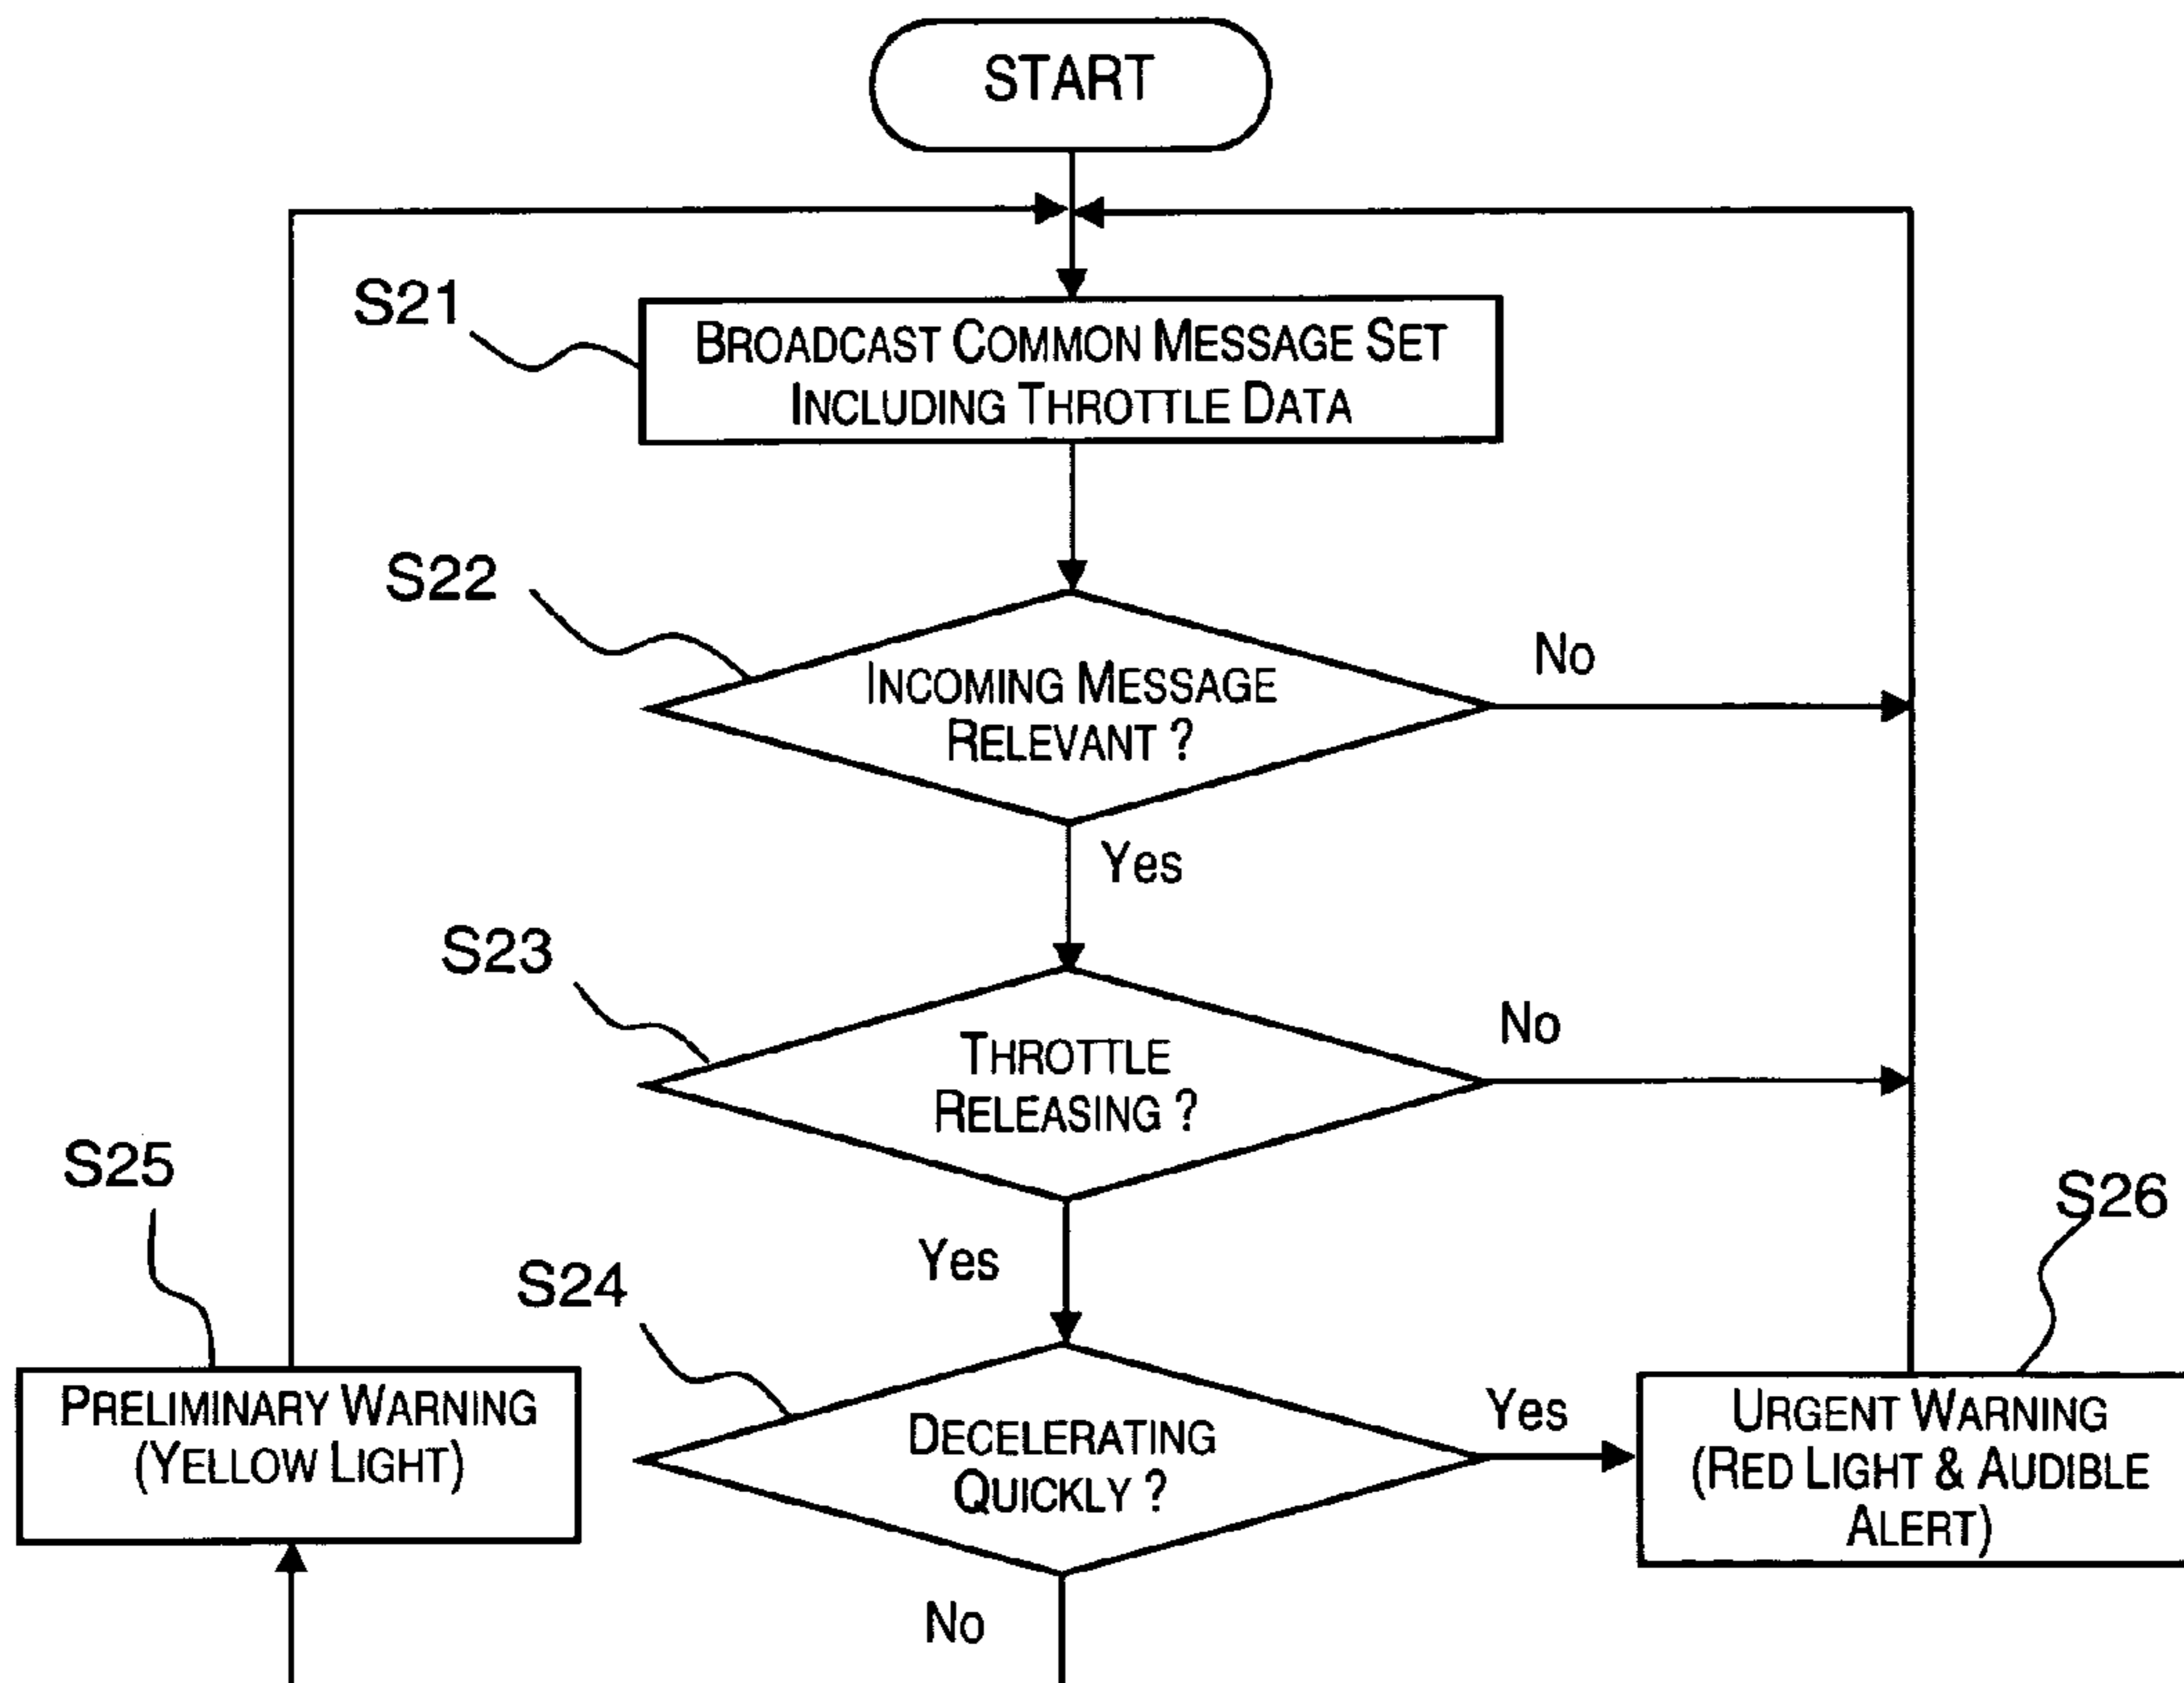 START
S21
BROADCAST COMMON MESSAGE SET
INCLUDING THROTTLE DATA
S22
INCOMING MESSAGE
RELEVANT ?
No
Yes
S23
THROTTLE
RELEASING ?
No
Yes
S24
DECELERATING
QUICKLY ?
Yes
No
S25
PRELIMINARY WARNING
(YELLOW LIGHT)
S26
URGENT WARNING
(RED LIGHT & AUDIBLE
ALERT)